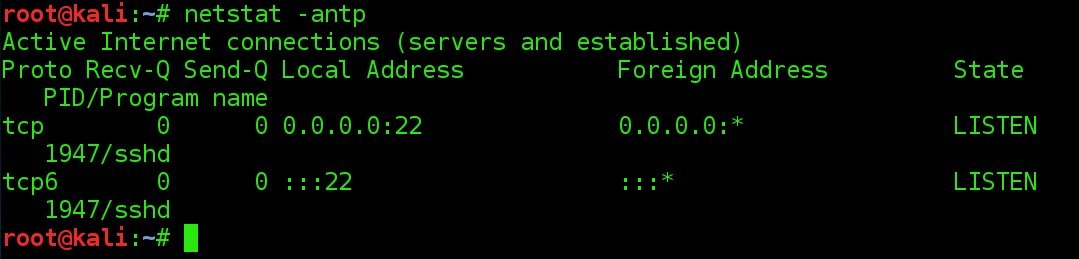 root@kali:~# netstat -antp
Active Internet connections (servers and established)
Proto Recv-Q Send-Q Local Address           Foreign Address         State
   PID/Program name
tcp        0      0 0.0.0.0:22              0.0.0.0:*               LISTEN
   1947/sshd
tcp6       0      0 :::22                   :::*                    LISTEN
   1947/sshd
root@kali:~#